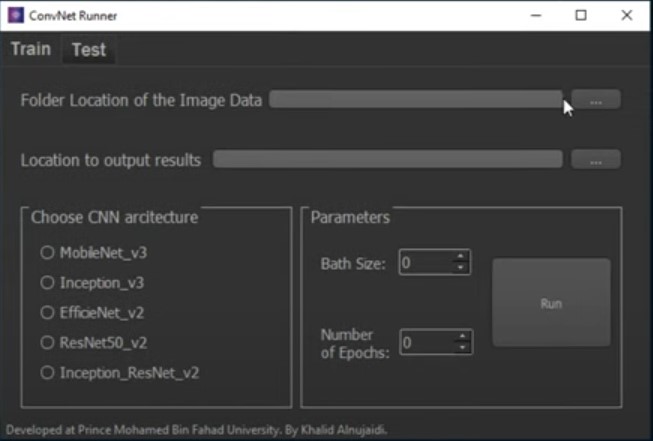 ConvNet Runner
Train Test
Folder Location of the Image Data ...
Location to output results ...
Choose CNN arcitecture
MobileNet_v3
Inception_v3
EfficieNet_v2
ResNet50_v2
Inception_ResNet_v2
Parameters
Bath Size: 0
Number
of Epochs: 0
Run
Developed at Prince Mohamed Bin Fahad University. By Khalid Alnujaidi.